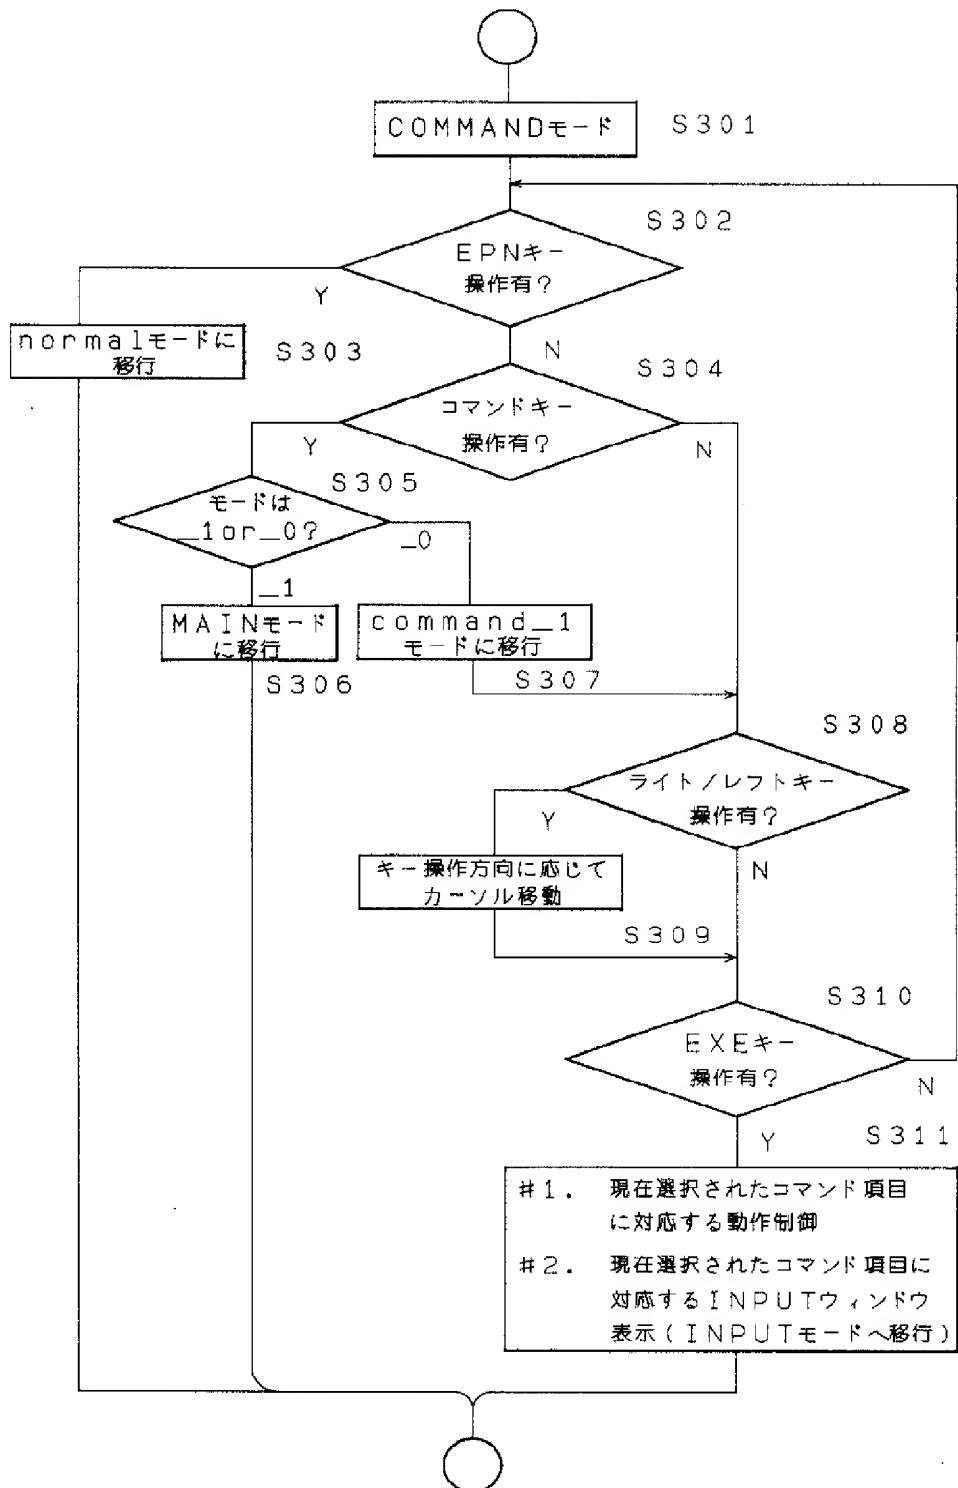 COMMANDモード
S301
S302
EPNキー
操作有?
Y
N
normalモードに
移行
S303
S304
コマンドキー
操作有?
Y
N
S305
モードは
_1or_0?
_0
_1
MAINモード
に移行
S306
command_1
モードに移行
S307
S308
ライト/レフトキー
操作有?
Y
N
キー操作方向に応じて
カーソル移動
S309
S310
EXEキー
操作有?
N
Y
S311
#1. 現在選択されたコマンド項目
に対応する動作制御
#2. 現在選択されたコマンド項目に
対応するINPUTウィンドウ
表示(INPUTモードへ移行)